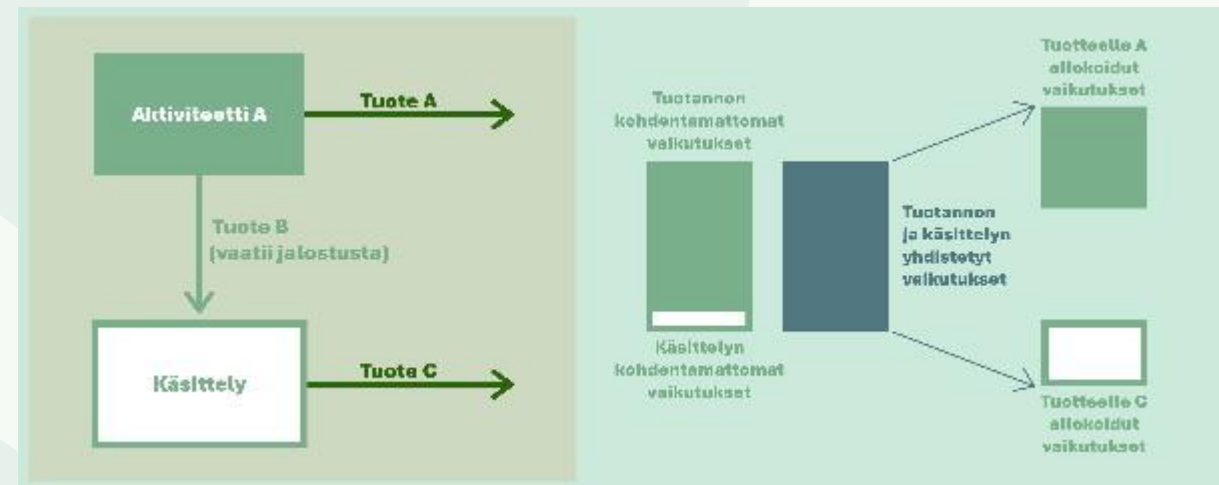 Aktiviteetti A
Tuote A
Tuote B
(vaatii jalostusta)
Käsittely
Tuote C
Tuotannon
kohdentamattomat
vaikutukset
Käsittelyn
kohdentamattomat
vaikutukset
Tuotannon
ja käsittelyn
yhdistetyt
vaikutukset
Tuotteelle A
allokoidut
vaikutukset
Tuotteelle C
allokoidut
vaikutukset